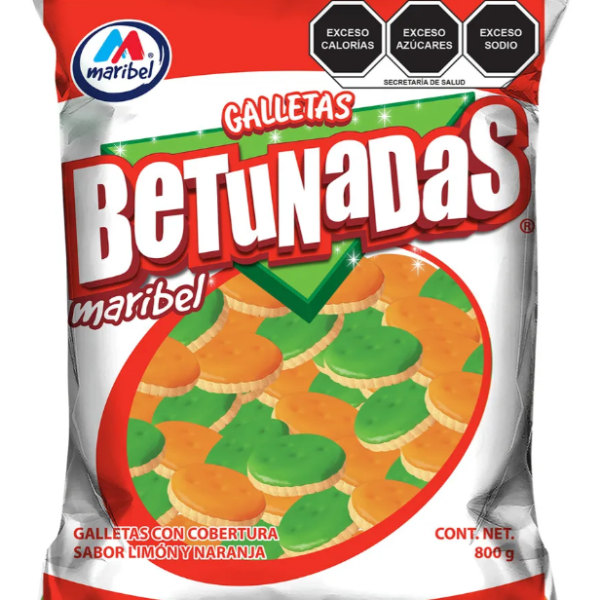 maribel®
EXCESO
CALORÍAS
EXCESO
AZÚCARES
EXCESO
SODIO
SECRETARÍA DE SALUD
GALLETAS
BeTuNaDaS®
maribel
GALLETAS CON COBERTURA
SABOR LIMÓN Y NARANJA
CONT. NET.
800 g